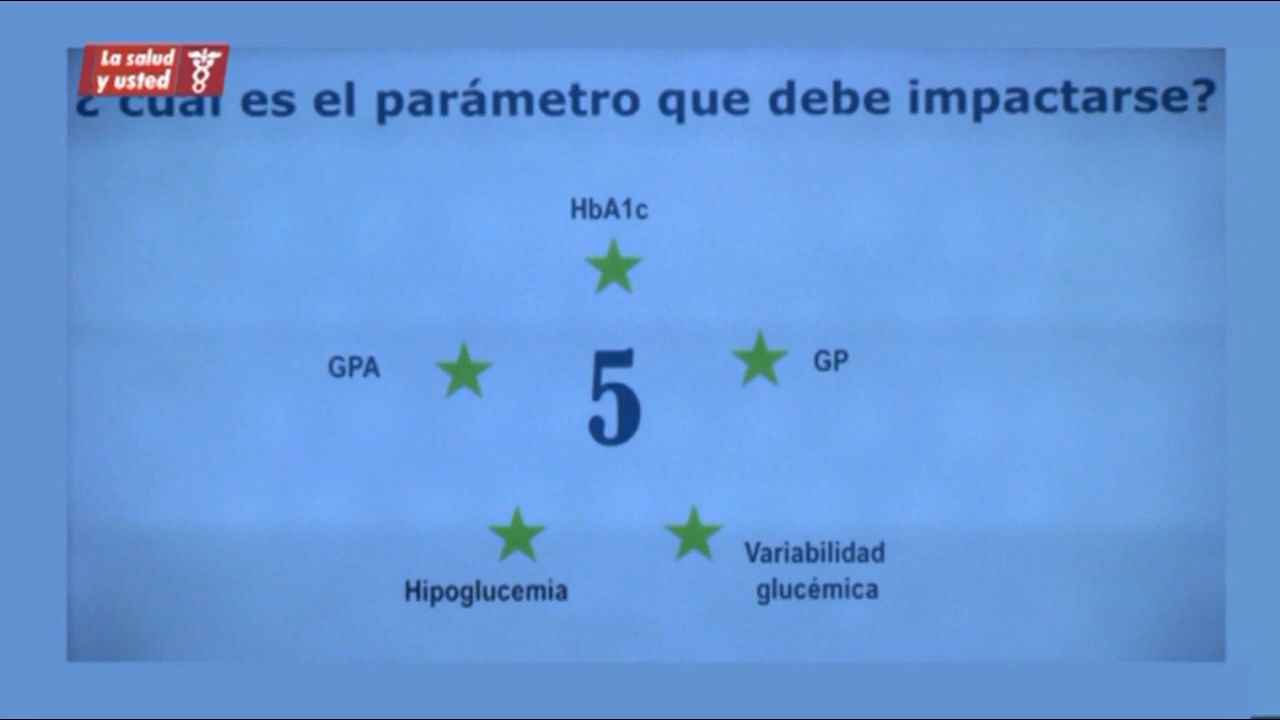 La salud
y usted
¿ cuál es el parámetro que debe impactarse?
HbA1c
GPA
5
GP
Hipoglucemia
Variabilidad
glucémica